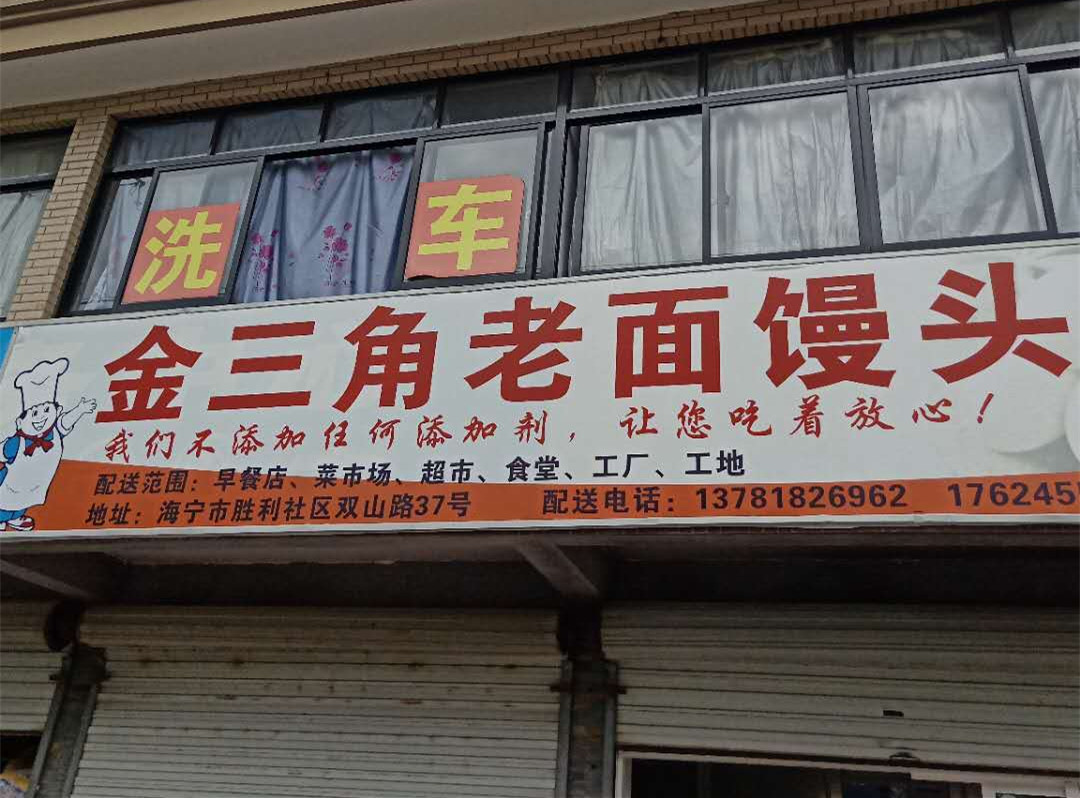 洗车
金三角老面馒头
我们不添加任何添加剂，让您吃着放心！
配送范围：早餐店、菜市场、超市、食堂、工厂、工地
地址：海宁市胜利社区双山路37号 配送电话：13781826962 176245